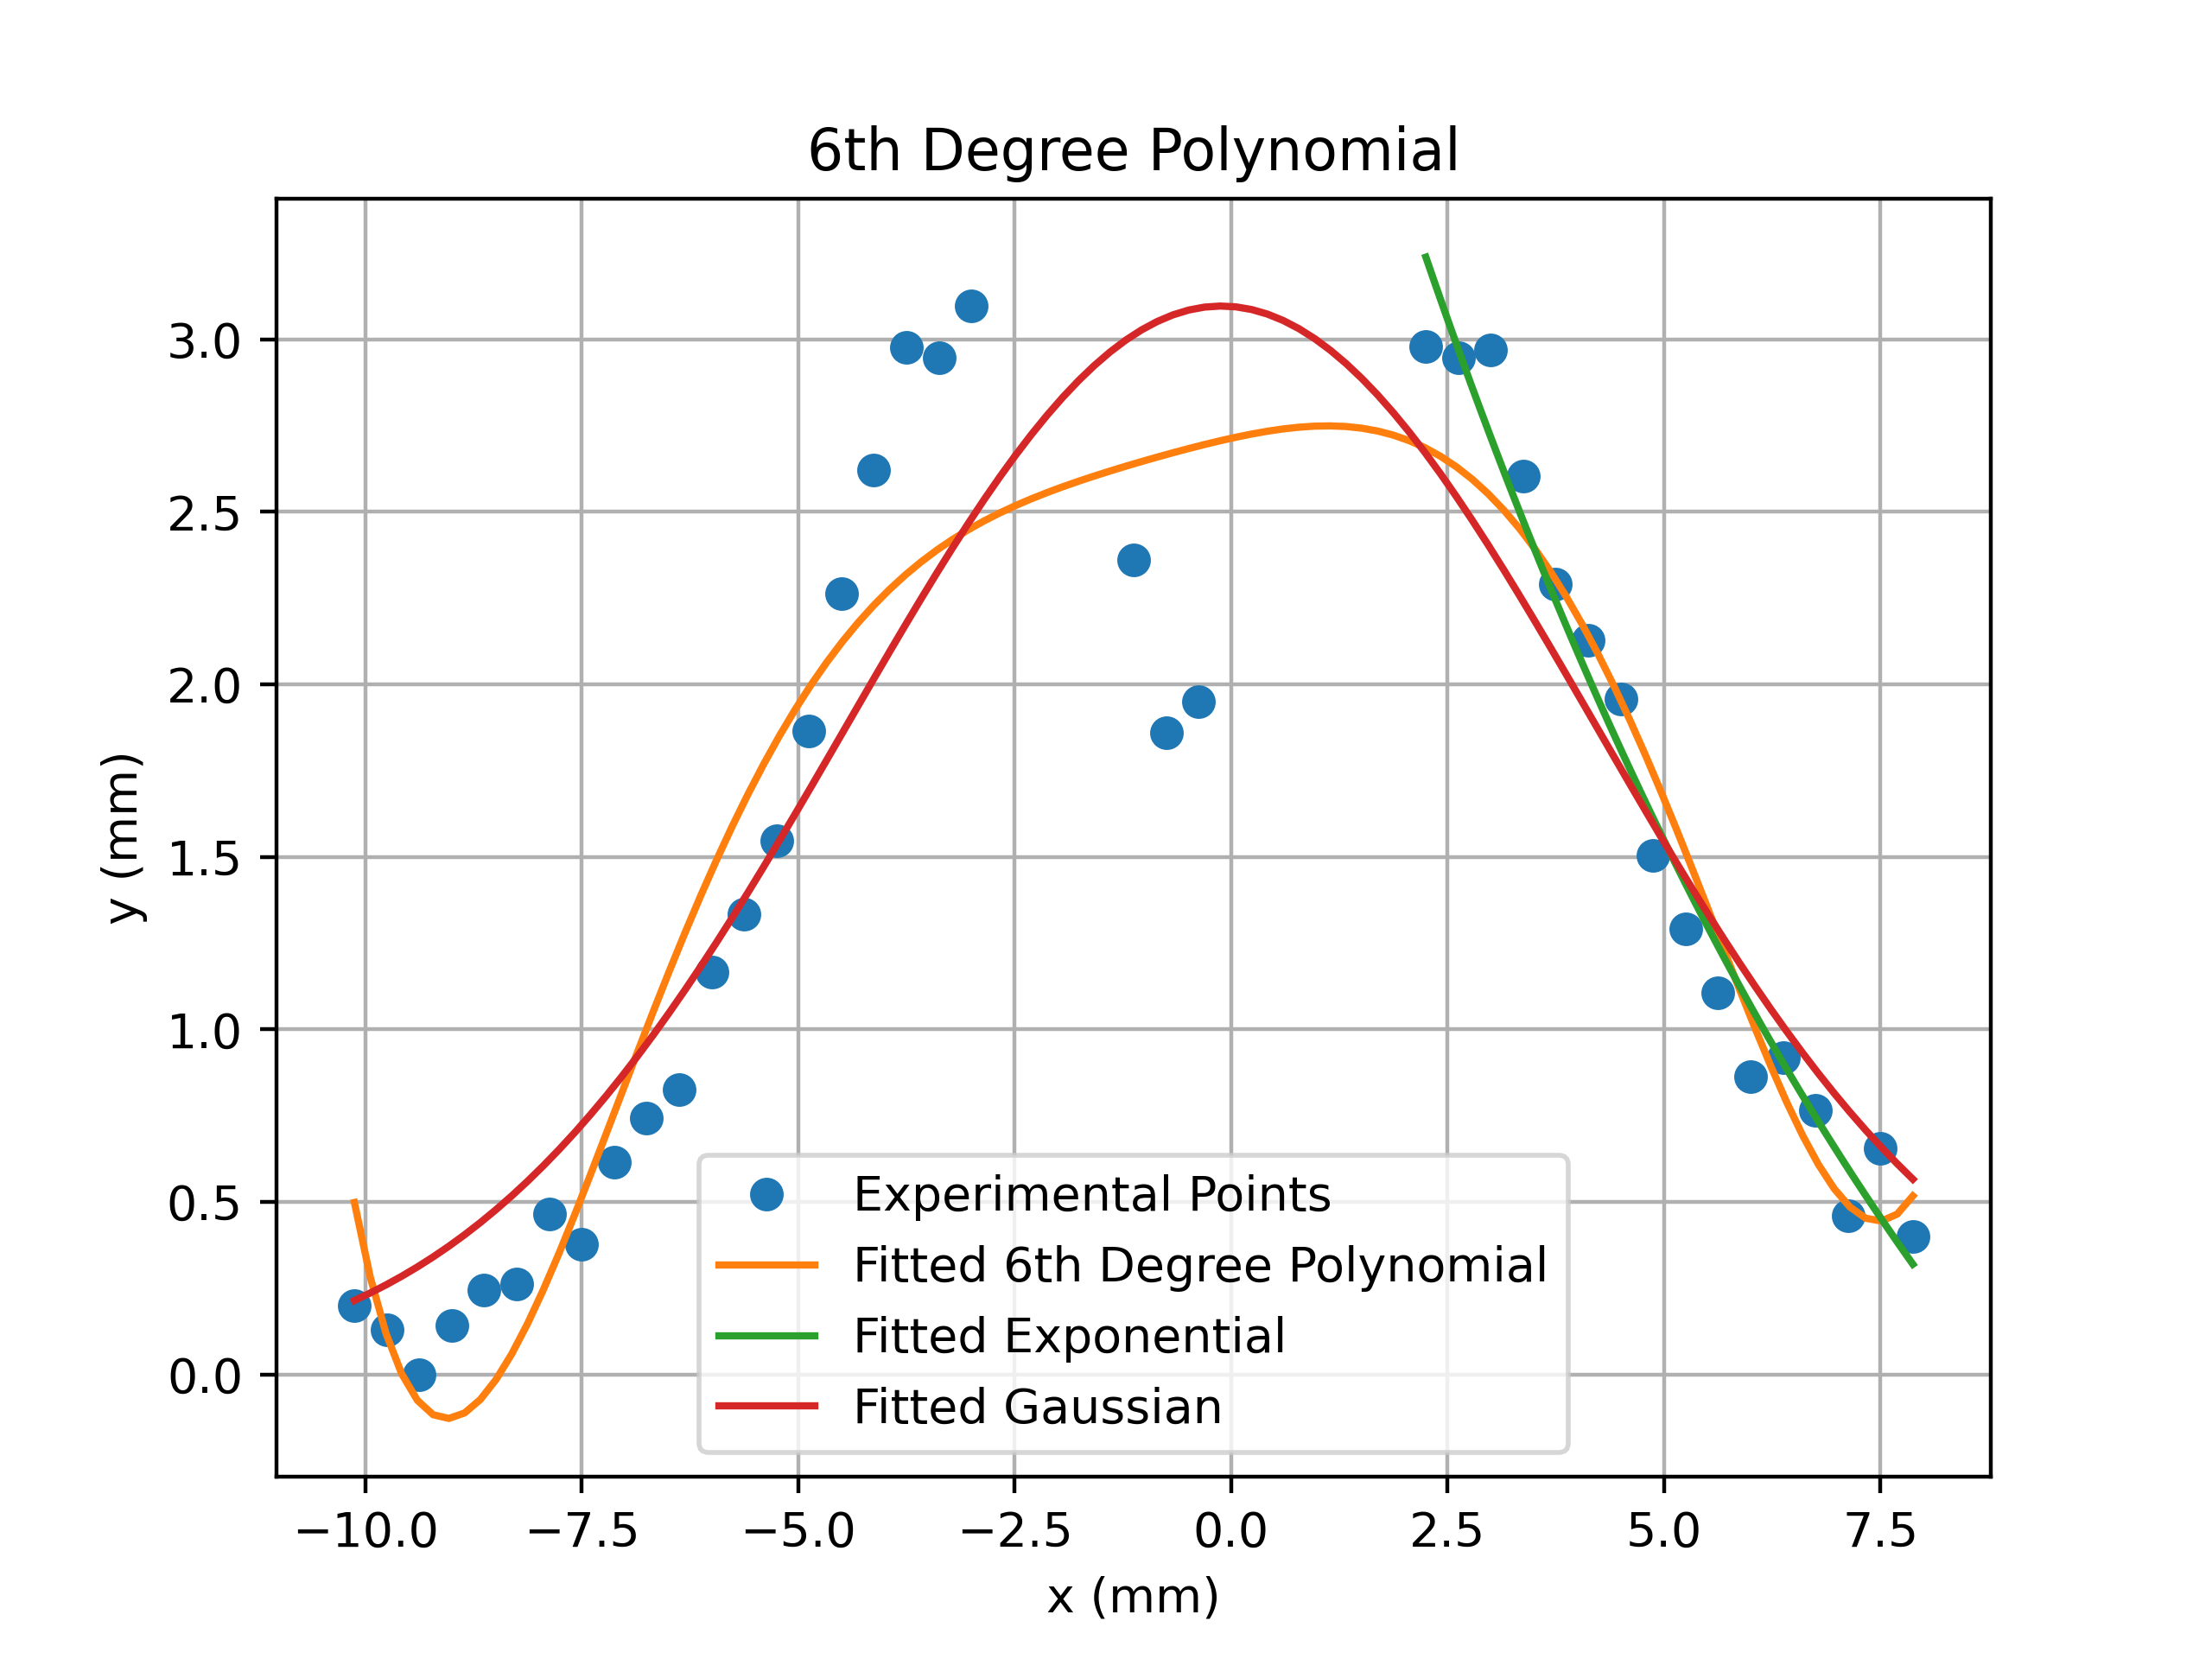 6th Degree Polynomial
y (mm)
3.0
2.5
2.0
1.5
1.0
0.5
0.0
Experimental Points
Fitted 6th Degree Polynomial
Fitted Exponential
Fitted Gaussian
−10.0 −7.5 −5.0 −2.5 0.0 2.5 5.0 7.5
x (mm)